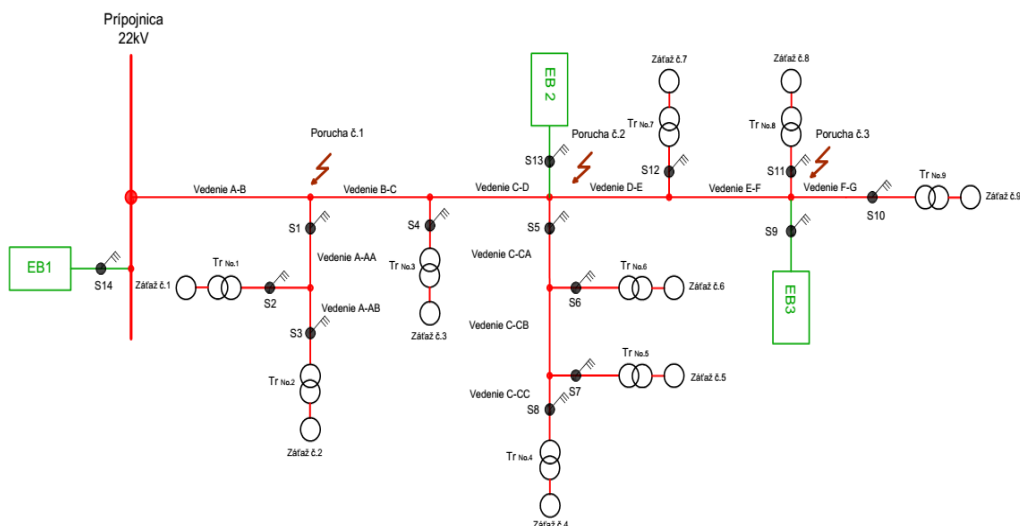 Prípojnica
22kV
Záťaž č.7
Záťaž č.8
EB 2
Tr No.7
Tr No.8
Porucha č.1
Porucha č.2
Porucha č.3
S13
S12
S11
Vedenie A-B
Vedenie B-C
Vedenie C-D
Vedenie D-E
Vedenie E-F
Vedenie F-G
Tr No.9
Záťaž č.9
S10
S1
S4
S5
S9
Vedenie A-AA
Vedenie C-CA
EB1
S14
Tr No.1
Záťaž č.1
S2
Tr No.3
Tr No.6
Záťaž č.6
S6
EB3
Vedenie A-AB
S3
Záťaž č.3
Vedenie C-CB
Tr No.2
Tr No.5
Záťaž č.5
S7
Vedenie C-CC
S8
Záťaž č.2
Tr No.4
Záťaž č.4